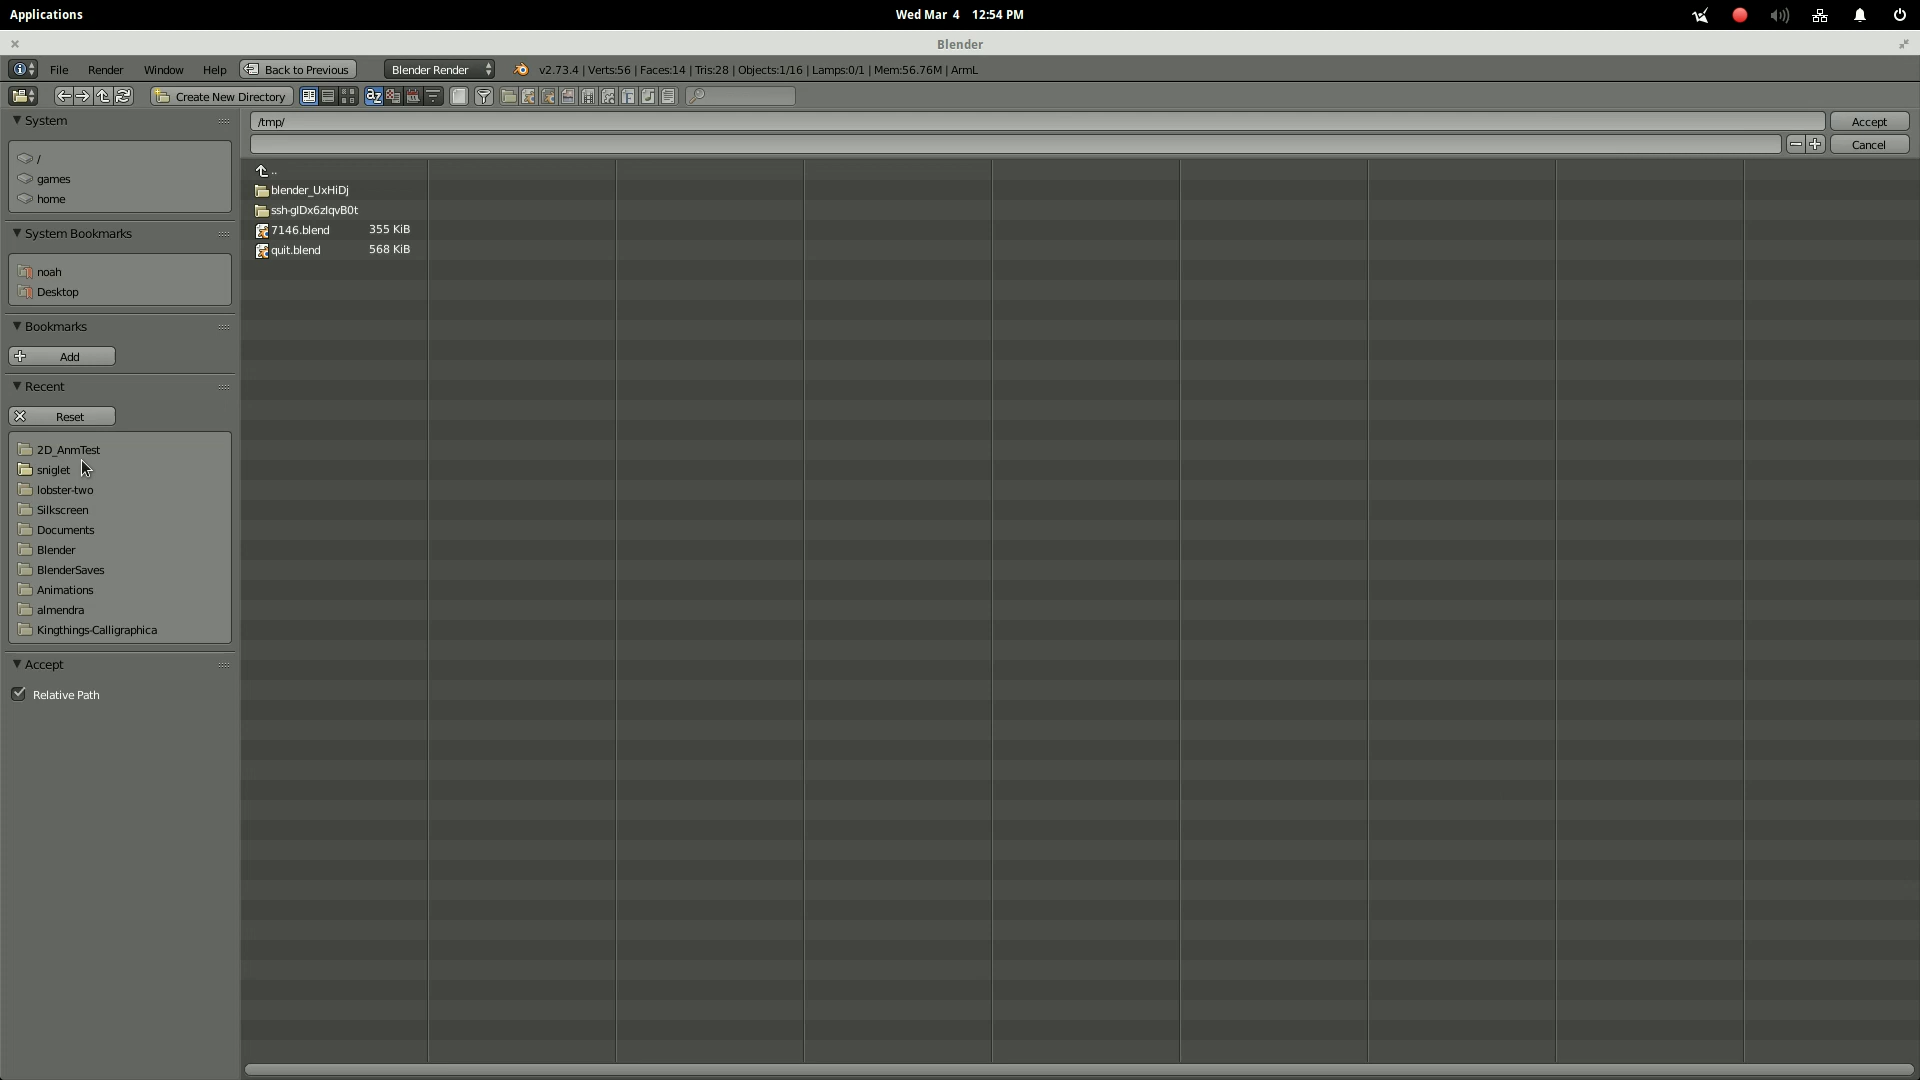 Applications
Wed Mar 4 12:54 PM
Blender
File Render Window Help Back to Previous Blender Render v2.73.4 | Verts:56 | Faces:14 | Tris:28 | Objects:1/16 | Lamps:0/1 | Mem:56.76M | ArmL
Create New Directory
System
/
games
home
System Bookmarks
noah
Desktop
Bookmarks
Add
Recent
Reset
2D_AnmTest
sniglet
lobster-two
Silkscreen
Documents
Blender
BlenderSaves
Animations
almendra
Kingthings-Calligraphica
Accept
Relative Path
/tmp/ Accept
Cancel
..
blender_UxHiDj
7146.blend 355 KiB
quit.blend 568 KiB